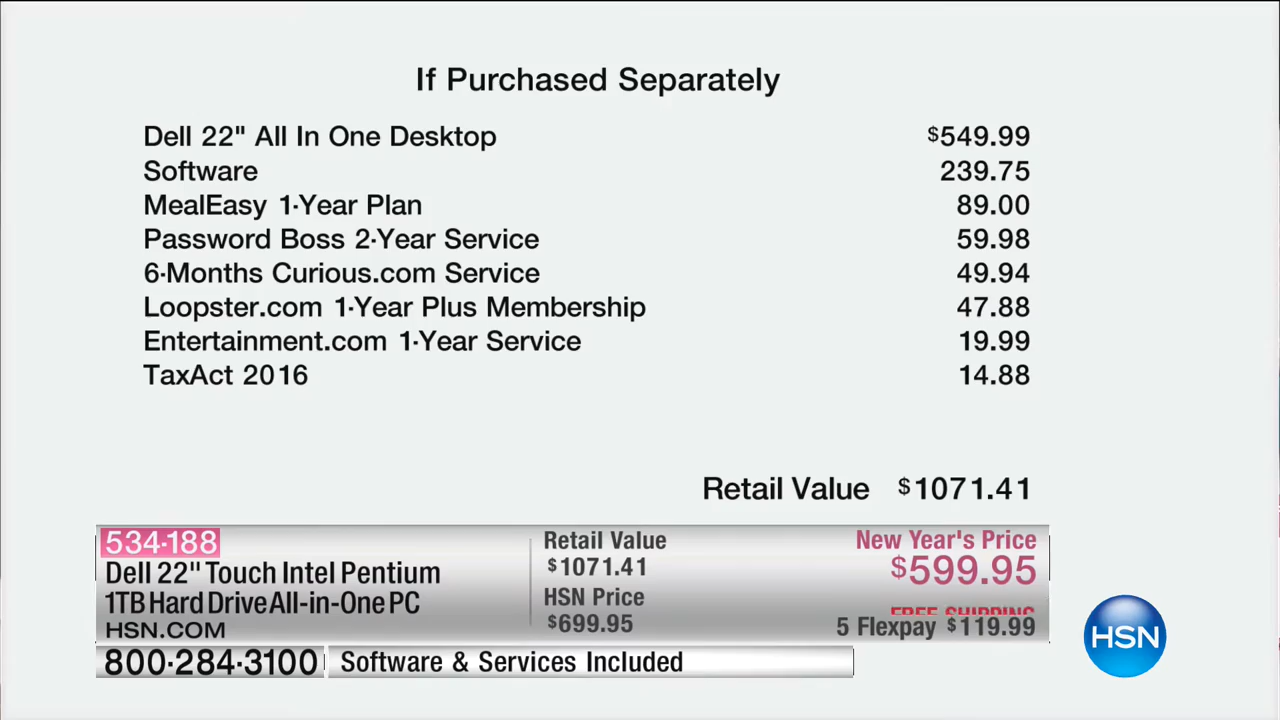 If Purchased Separately
Dell 22" All In One Desktop $549.99
Software 239.75
MealEasy 1-Year Plan 89.00
Password Boss 2-Year Service 59.98
6-Months Curious.com Service 49.94
Loopster.com 1-Year Plus Membership 47.88
Entertainment.com 1-Year Service 19.99
TaxAct 2016 14.88
Retail Value $1071.41
534-188
Dell 22" Touch Intel Pentium
1TB Hard Drive All-in-One PC
HSN.COM
Retail Value
$1071.41
HSN Price
$699.95
New Year's Price
$599.95
FREE SHIPPING
5 Flexpay $119.99
800-284-3100
Software & Services Included
HSN